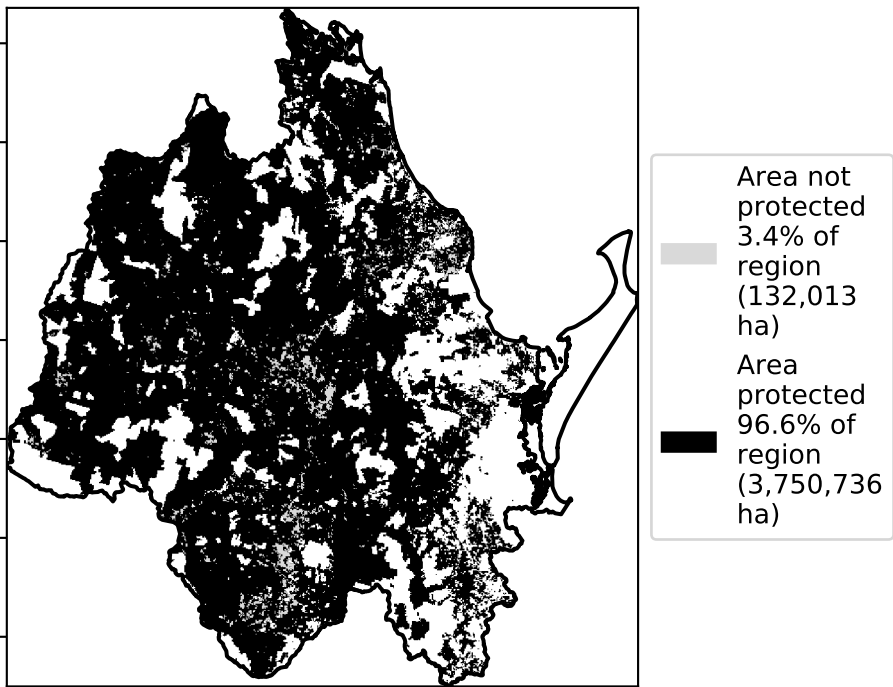 Area not
protected
3.4% of
region
(132,013
ha)
Area
protected
96.6% of
region
(3,750,736
ha)